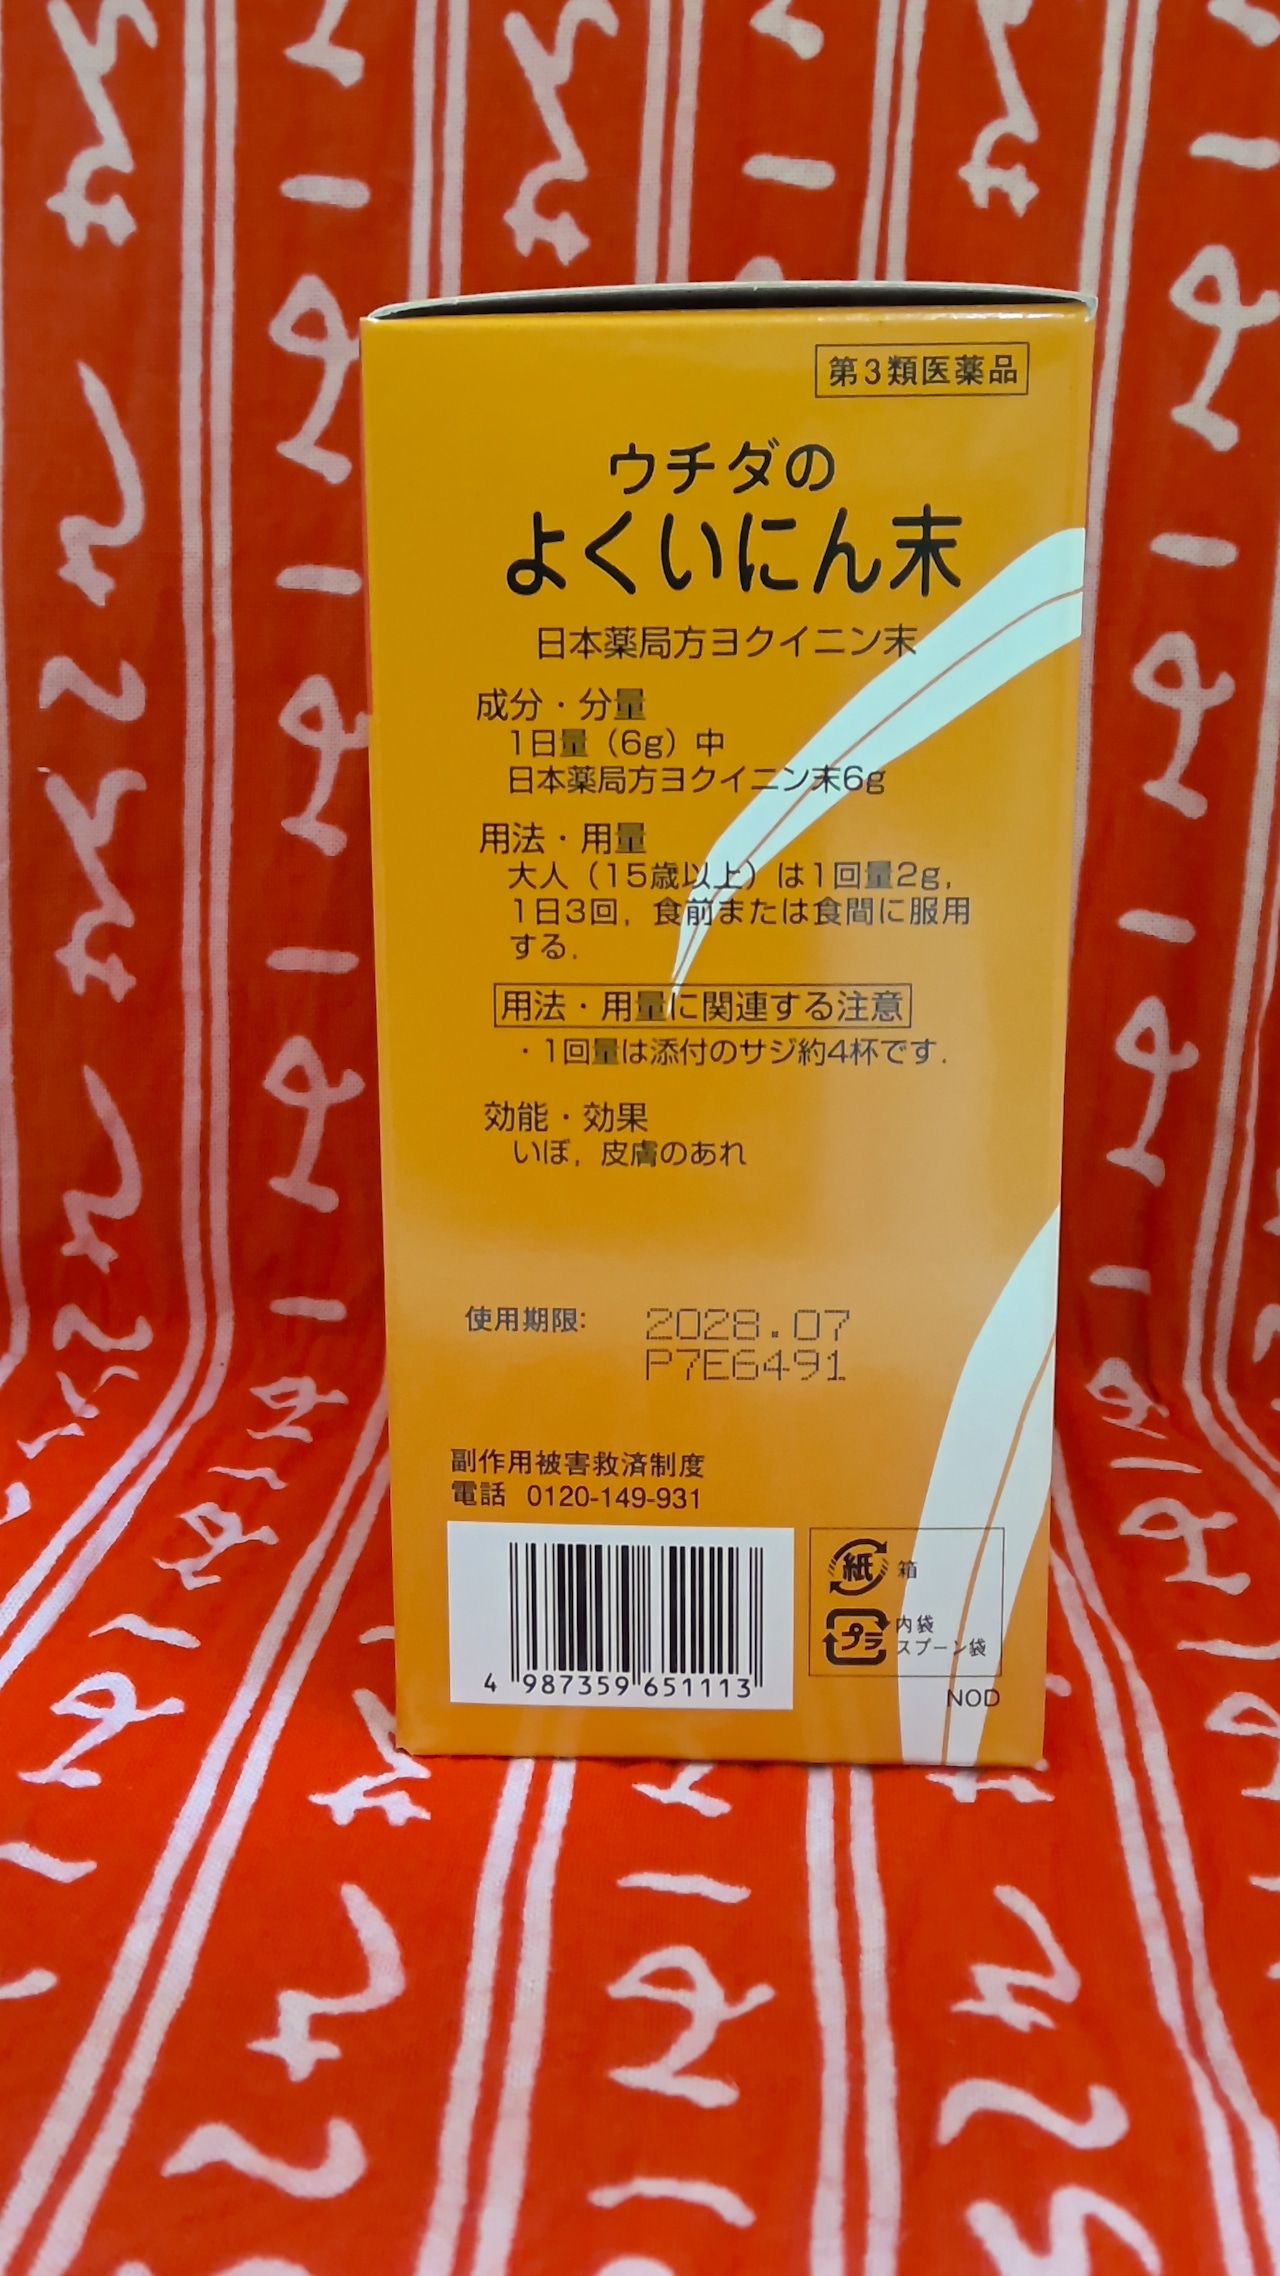 第3類医薬品
ウチダの
よくいにん末
日本薬局方ヨクイニン末
成分・分量
1日量（6g）中
日本薬局方ヨクイニン末6g
用法・用量
大人（15歳以上）は1回量2g，
1日3回，食前または食間に服用
する．
用法・用量に関連する注意
・1回量は添付のサジ約4杯です．
効能・効果
いぼ，皮膚のあれ
使用期限: 2028.07
P7E6491
副作用被害救済制度
電話 0120-149-931
4 987359 651113
紙 箱
プラ 内袋
スプーン袋
NOD